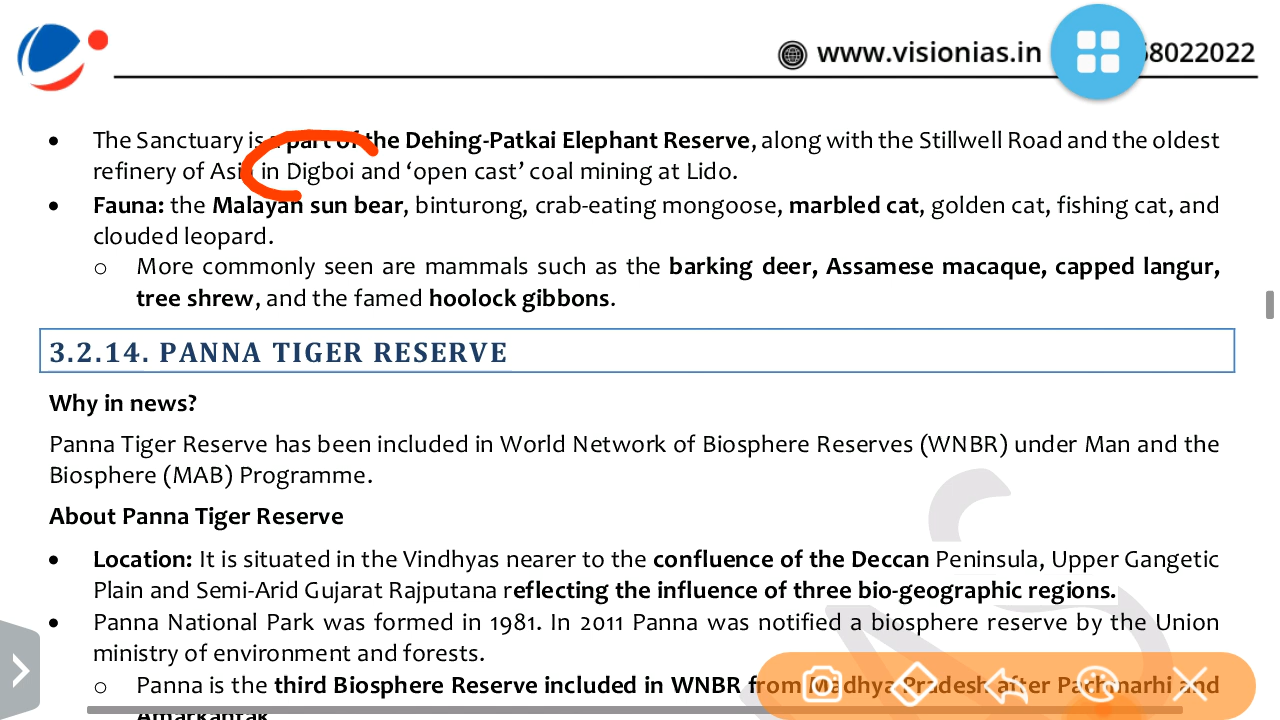 www.visionias.in 68022022
• The Sanctuary is a part of the Dehing-Patkai Elephant Reserve, along with the Stillwell Road and the oldest
refinery of Asia in Digboi and ‘open cast’ coal mining at Lido.
• Fauna: the Malayan sun bear, binturong, crab-eating mongoose, marbled cat, golden cat, fishing cat, and
clouded leopard.
o More commonly seen are mammals such as the barking deer, Assamese macaque, capped langur,
tree shrew, and the famed hoolock gibbons.
3.2.14. PANNA TIGER RESERVE
Why in news?
Panna Tiger Reserve has been included in World Network of Biosphere Reserves (WNBR) under Man and the
Biosphere (MAB) Programme.
About Panna Tiger Reserve
• Location: It is situated in the Vindhyas nearer to the confluence of the Deccan Peninsula, Upper Gangetic
Plain and Semi-Arid Gujarat Rajputana reflecting the influence of three bio-geographic regions.
• Panna National Park was formed in 1981. In 2011 Panna was notified a biosphere reserve by the Union
ministry of environment and forests.
o Panna is the third Biosphere Reserve included in WNBR from Madhya Pradesh after Pachmarhi and
Amarkantak